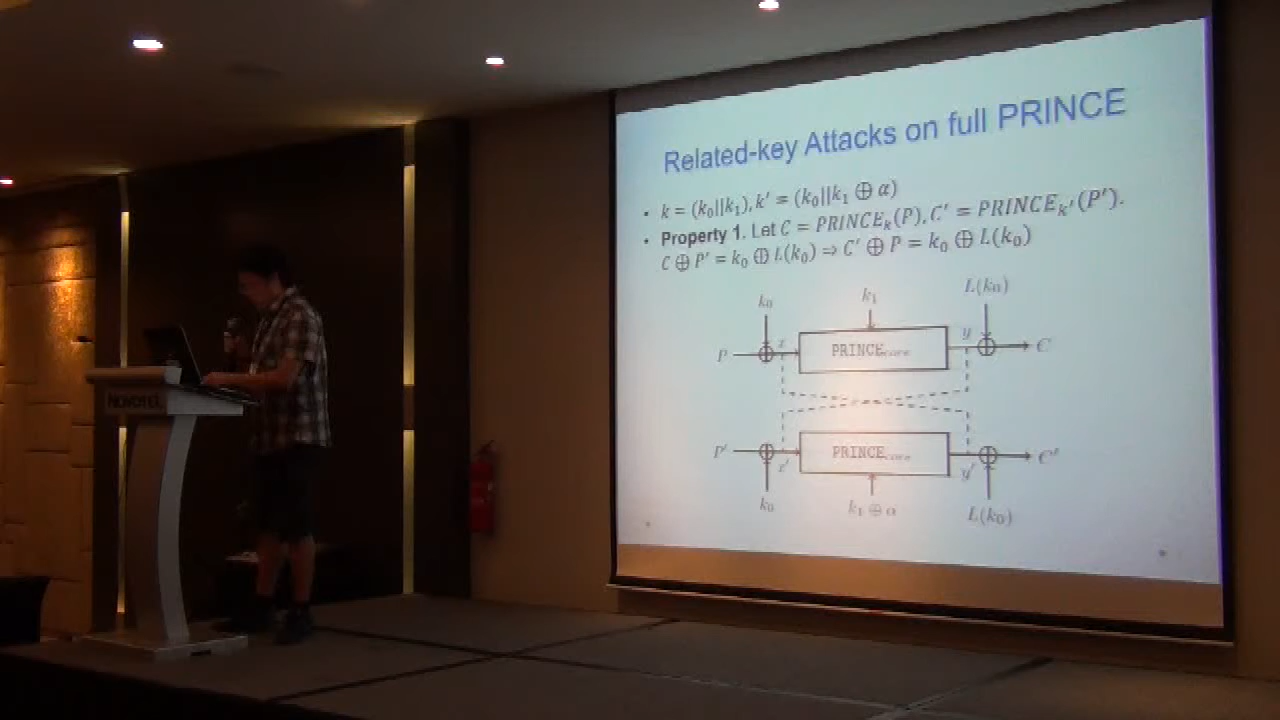 Related-key Attacks on full PRINCE
• k = (k₀||k₁), k' = (k₀||k₁ ⊕ α)
• Property 1. Let C = PRINCEₖ(P), C' = PRINCEₖ'(P').
C ⊕ P' = k₀ ⊕ L(k₀) ⇒ C' ⊕ P = k₀ ⊕ L(k₀)
k₀ k₁ L(k₀)
P x PRINCEcore y C
P' x' PRINCEcore y' C'
k₀ k₁ ⊕ α L(k₀)
NOVOTEL